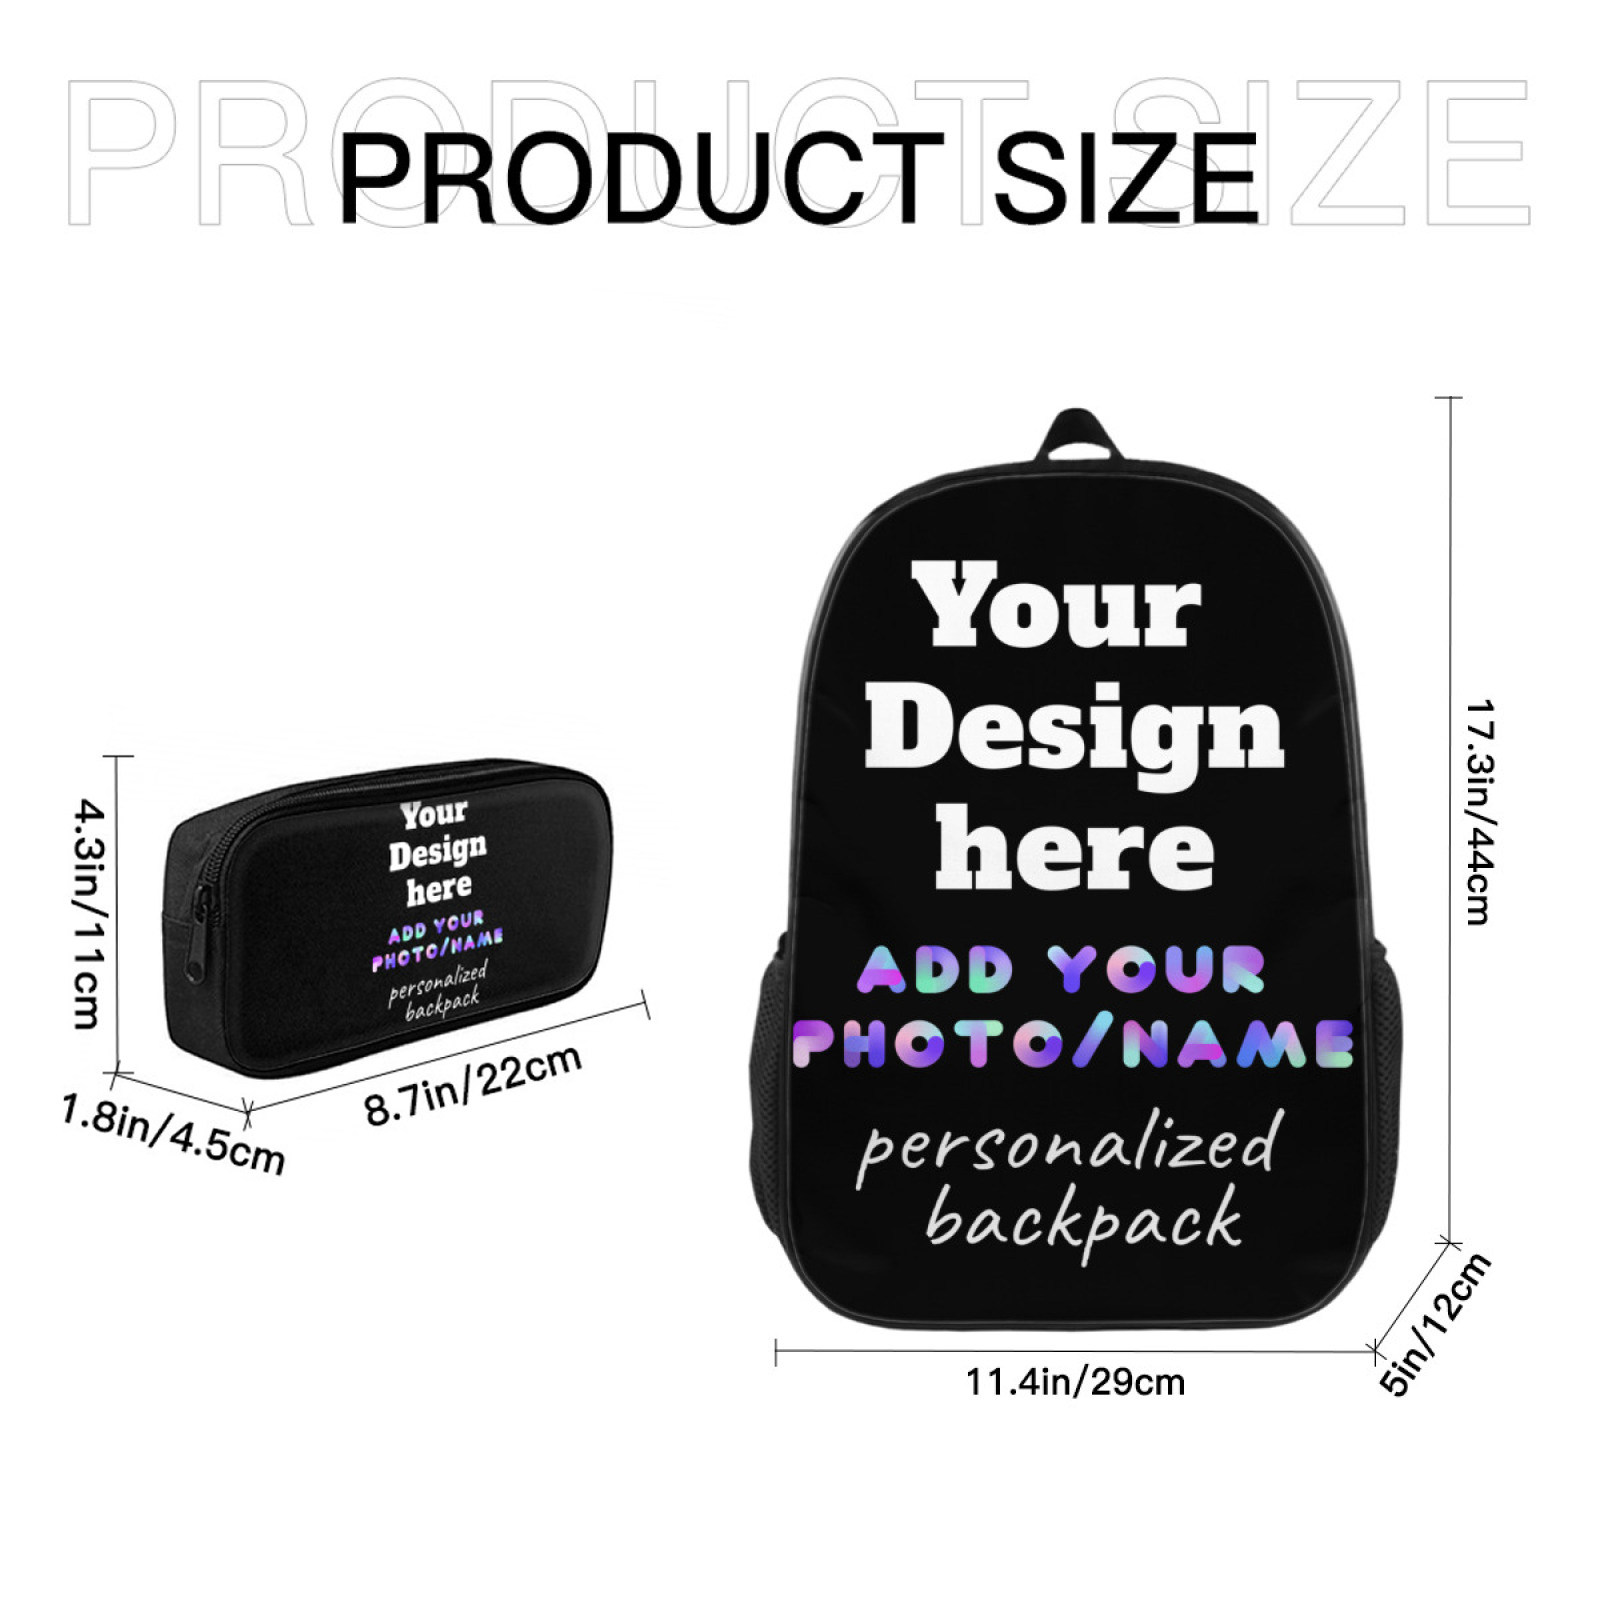 PRODUCT SIZE
PRODUCT SIZE
Your
Design
here
ADD YOUR
PHOTO/NAME
personalized
backpack
4.3in/11cm
1.8in/4.5cm
8.7in/22cm
Your
Design
here
ADD YOUR
PHOTO/NAME
personalized
backpack
17.3in/44cm
11.4in/29cm
5in/12cm